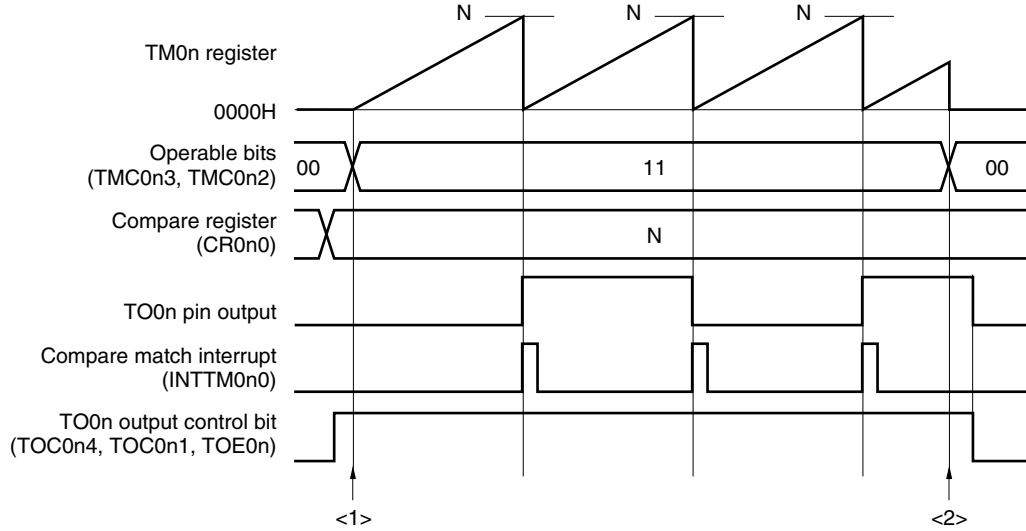 N N N
TM0n register
0000H
Operable bits
(TMC0n3, TMC0n2)
00 11 00
Compare register
(CR0n0)
N
TO0n pin output
Compare match interrupt
(INTTM0n0)
TO0n output control bit
(TOC0n4, TOC0n1, TOE0n)
<1> <2>